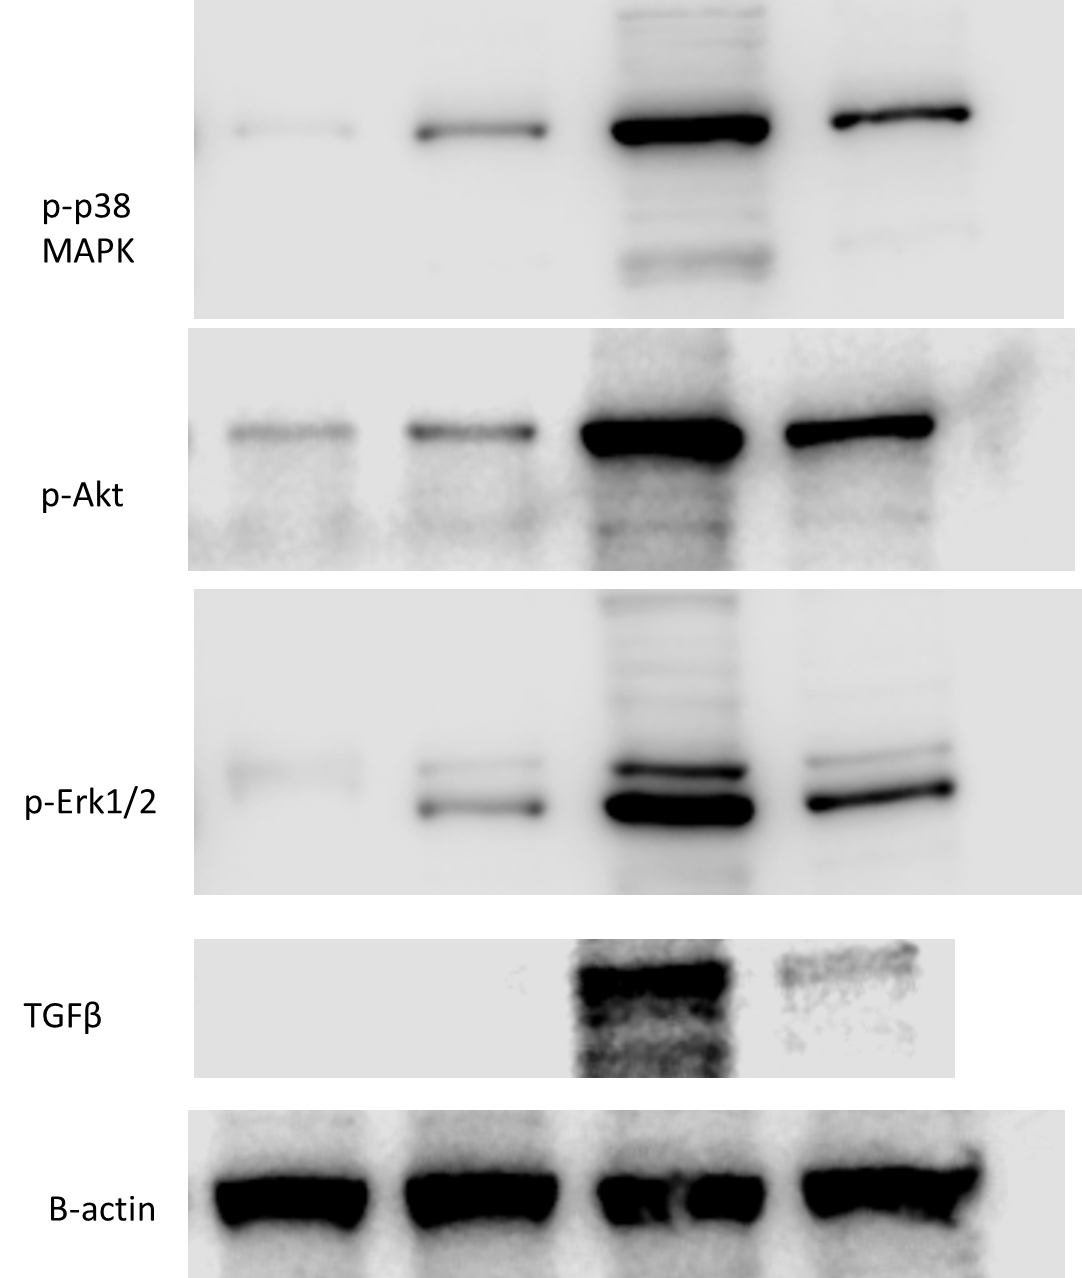 p-p38
MAPK
p-Akt
p-Erk1/2
TGFβ
B-actin